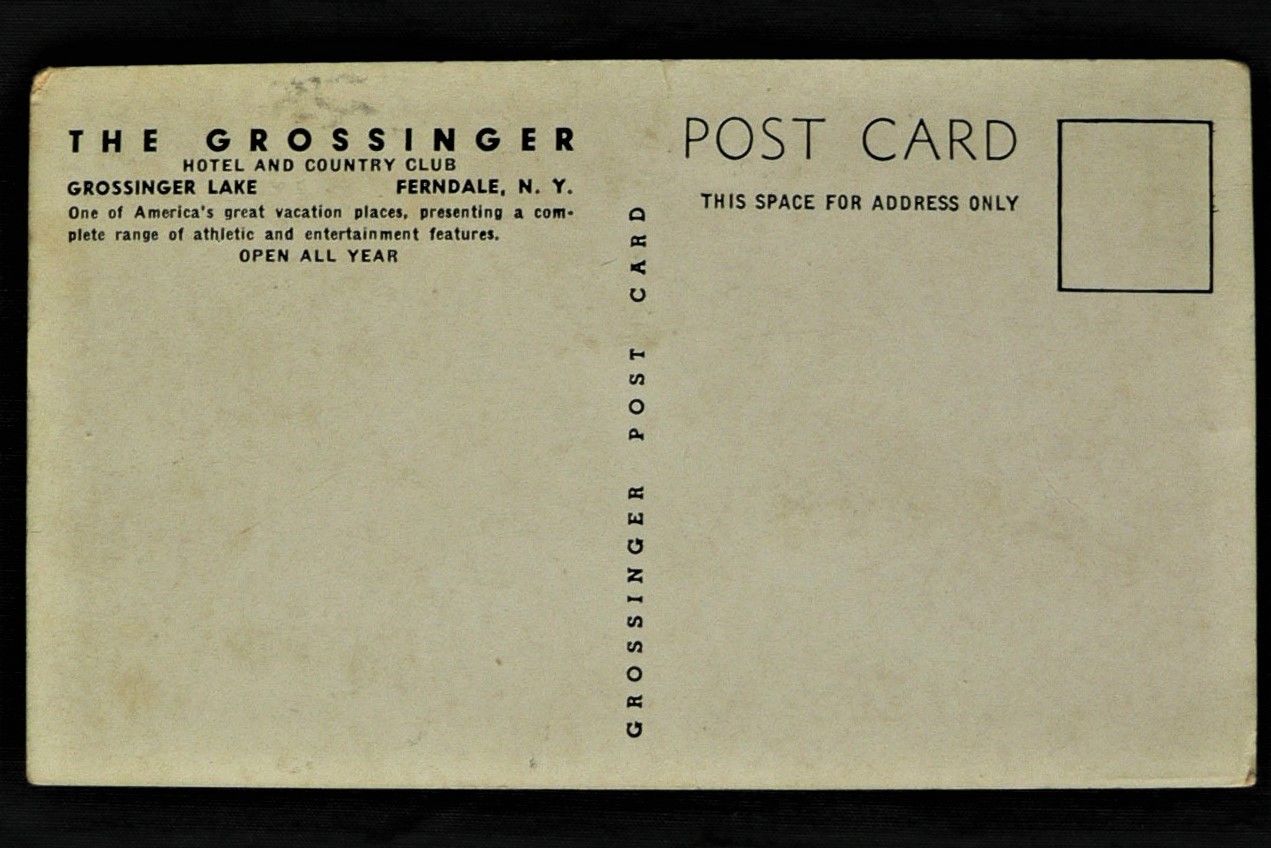 THE GROSSINGER
HOTEL AND COUNTRY CLUB
GROSSINGER LAKE FERNDALE, N. Y.
One of America's great vacation places, presenting a com-
plete range of athletic and entertainment features.
OPEN ALL YEAR
GROSSINGER POST CARD
POST CARD
THIS SPACE FOR ADDRESS ONLY